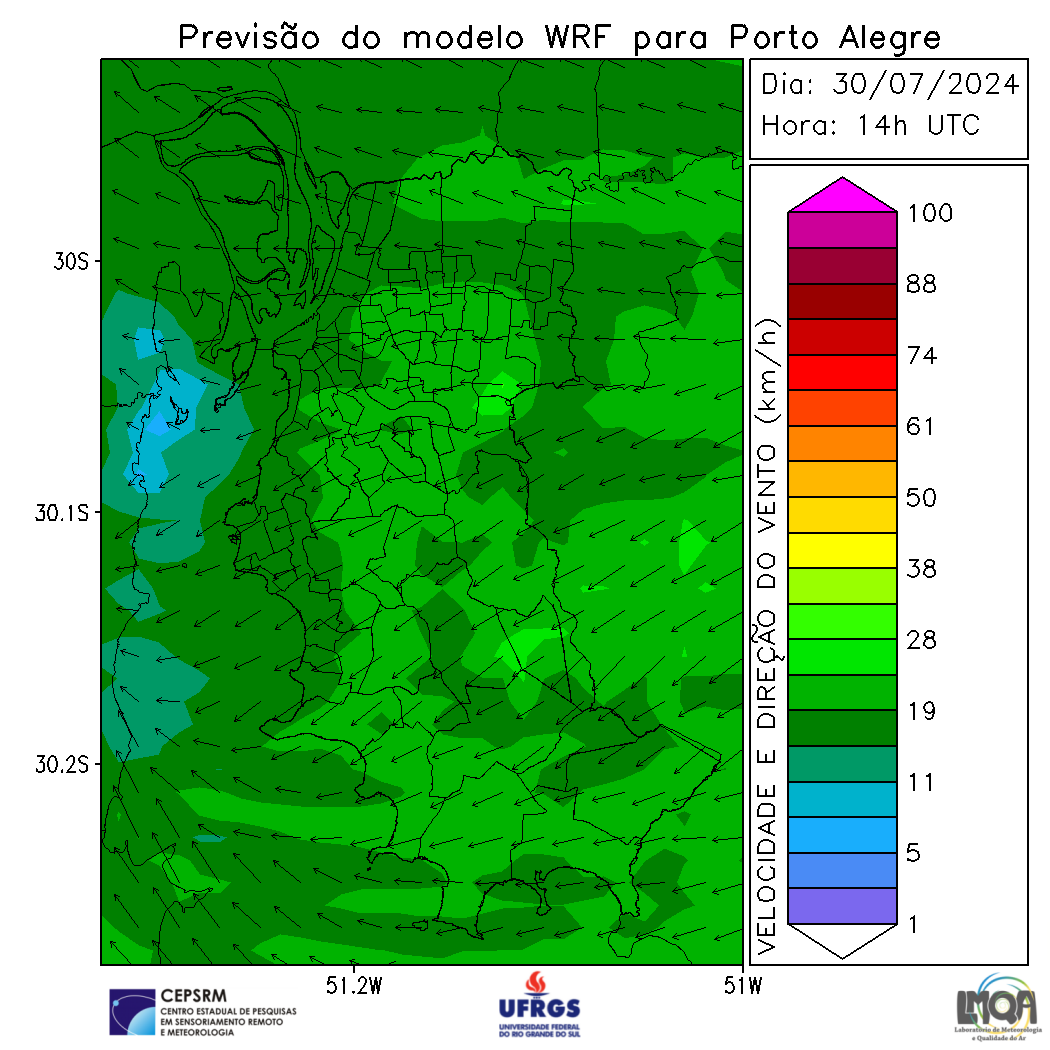 Previsão do modelo WRF para Porto Alegre
Dia: 30/07/2024
Hora: 14h UTC
30S
30.1S
30.2S
51.2W
51W
VELOCIDADE E DIREÇÃO DO VENTO (km/h)
100
88
74
61
50
38
28
19
11
5
1
CEPSRM
CENTRO ESTADUAL DE PESQUISAS
EM SENSORIAMENTO REMOTO
E METEOROLOGIA
UFRGS
UNIVERSIDADE FEDERAL
DO RIO GRANDE DO SUL
LMQA
Laboratório de Meteorologia
e Qualidade do Ar